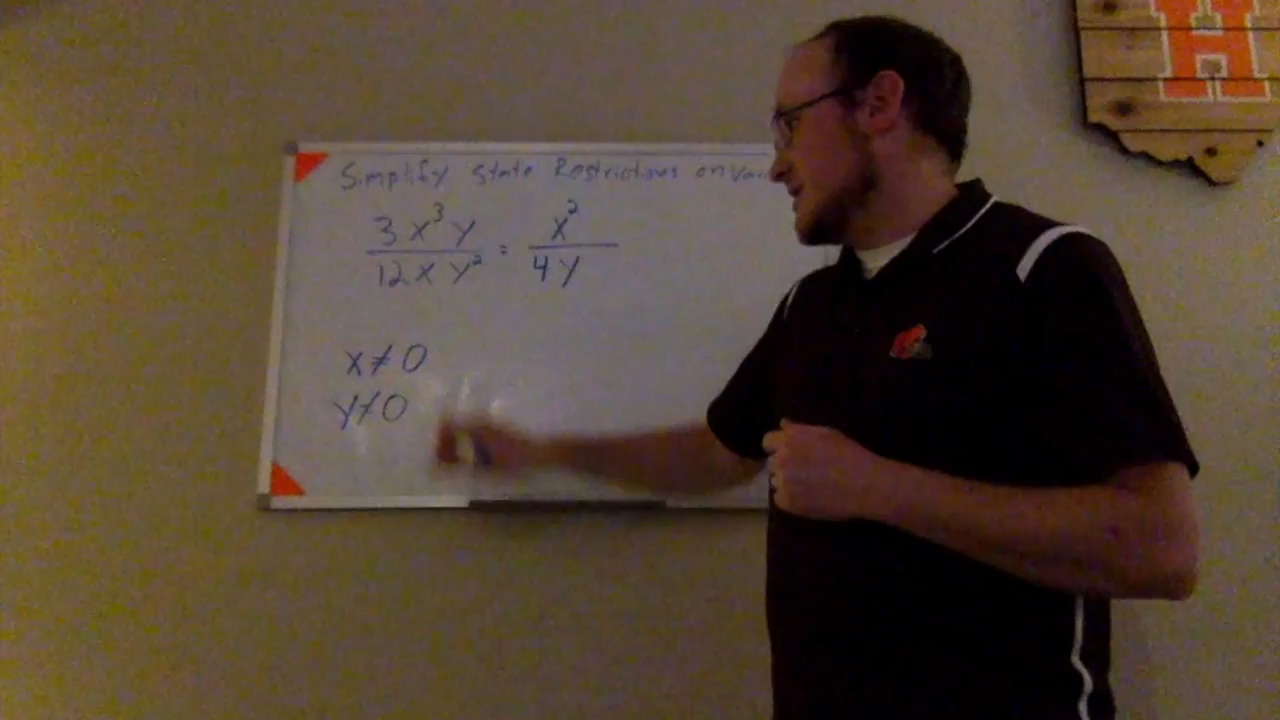 Simplify State Restrictions on
3x³y / 12xy² = x² / 4y
x ≠ 0
y ≠ 0
H